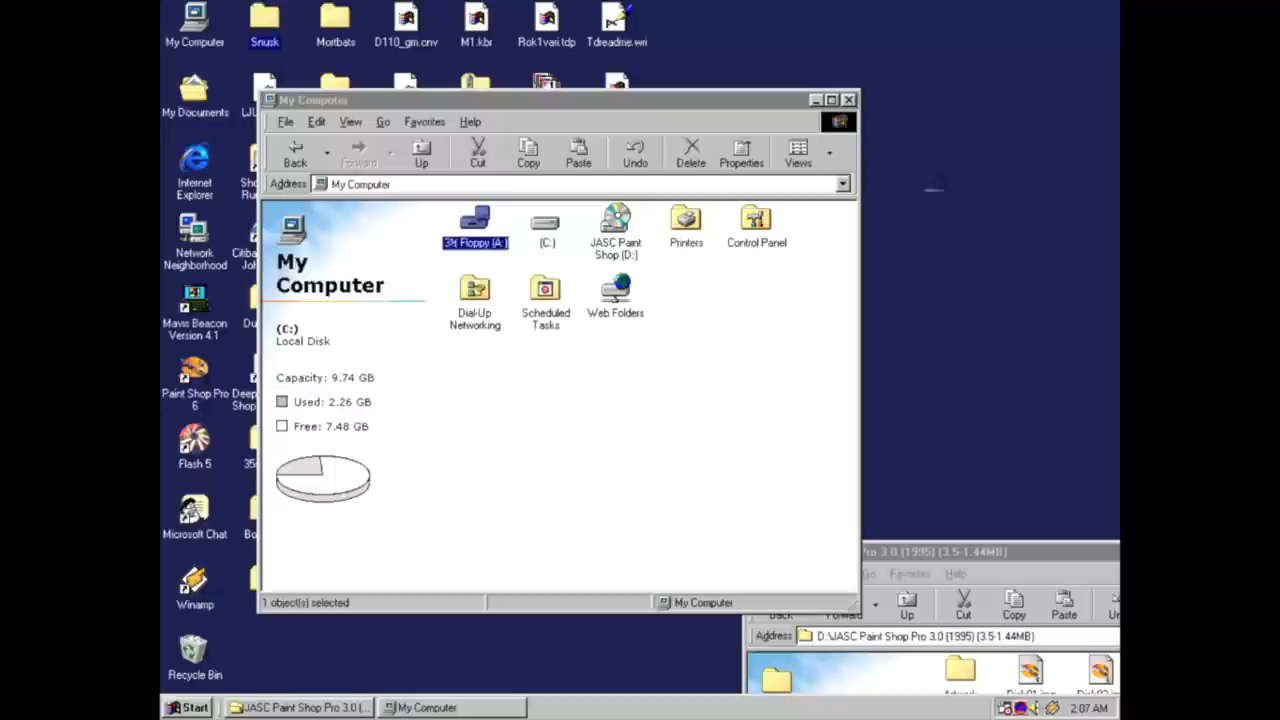 My Computer
Snusk
Mortbats
D110_gm.cnv
M1.kbr
Rok1vari.tdp
Tdreadme.wri
My Documents
My Computer
File Edit View Go Favorites Help
Back Forward Up Cut Copy Paste Undo Delete Properties Views
Address My Computer
Internet
Explorer
Network
Neighborhood
Mavis Beacon
Version 4.1
Paint Shop Pro
6
Flash 5
Microsoft Chat
Winamp
Recycle Bin
My
Computer
(C:)
Local Disk
Capacity: 9.74 GB
Used: 2.26 GB
Free: 7.48 GB
3½ Floppy (A:)
(C:)
JASC Paint
Shop (D:)
Printers
Control Panel
Dial-Up
Networking
Scheduled
Tasks
Web Folders
1 object(s) selected
My Computer
Pro 3.0 (1995) (3.5-1.44MB)
Go Favorites Help
Back Forward Up Cut Copy Paste
Address D:\JASC Paint Shop Pro 3.0 (1995) (3.5-1.44MB)
Start
JASC Paint Shop Pro 3.0 (...
My Computer
2:07 AM